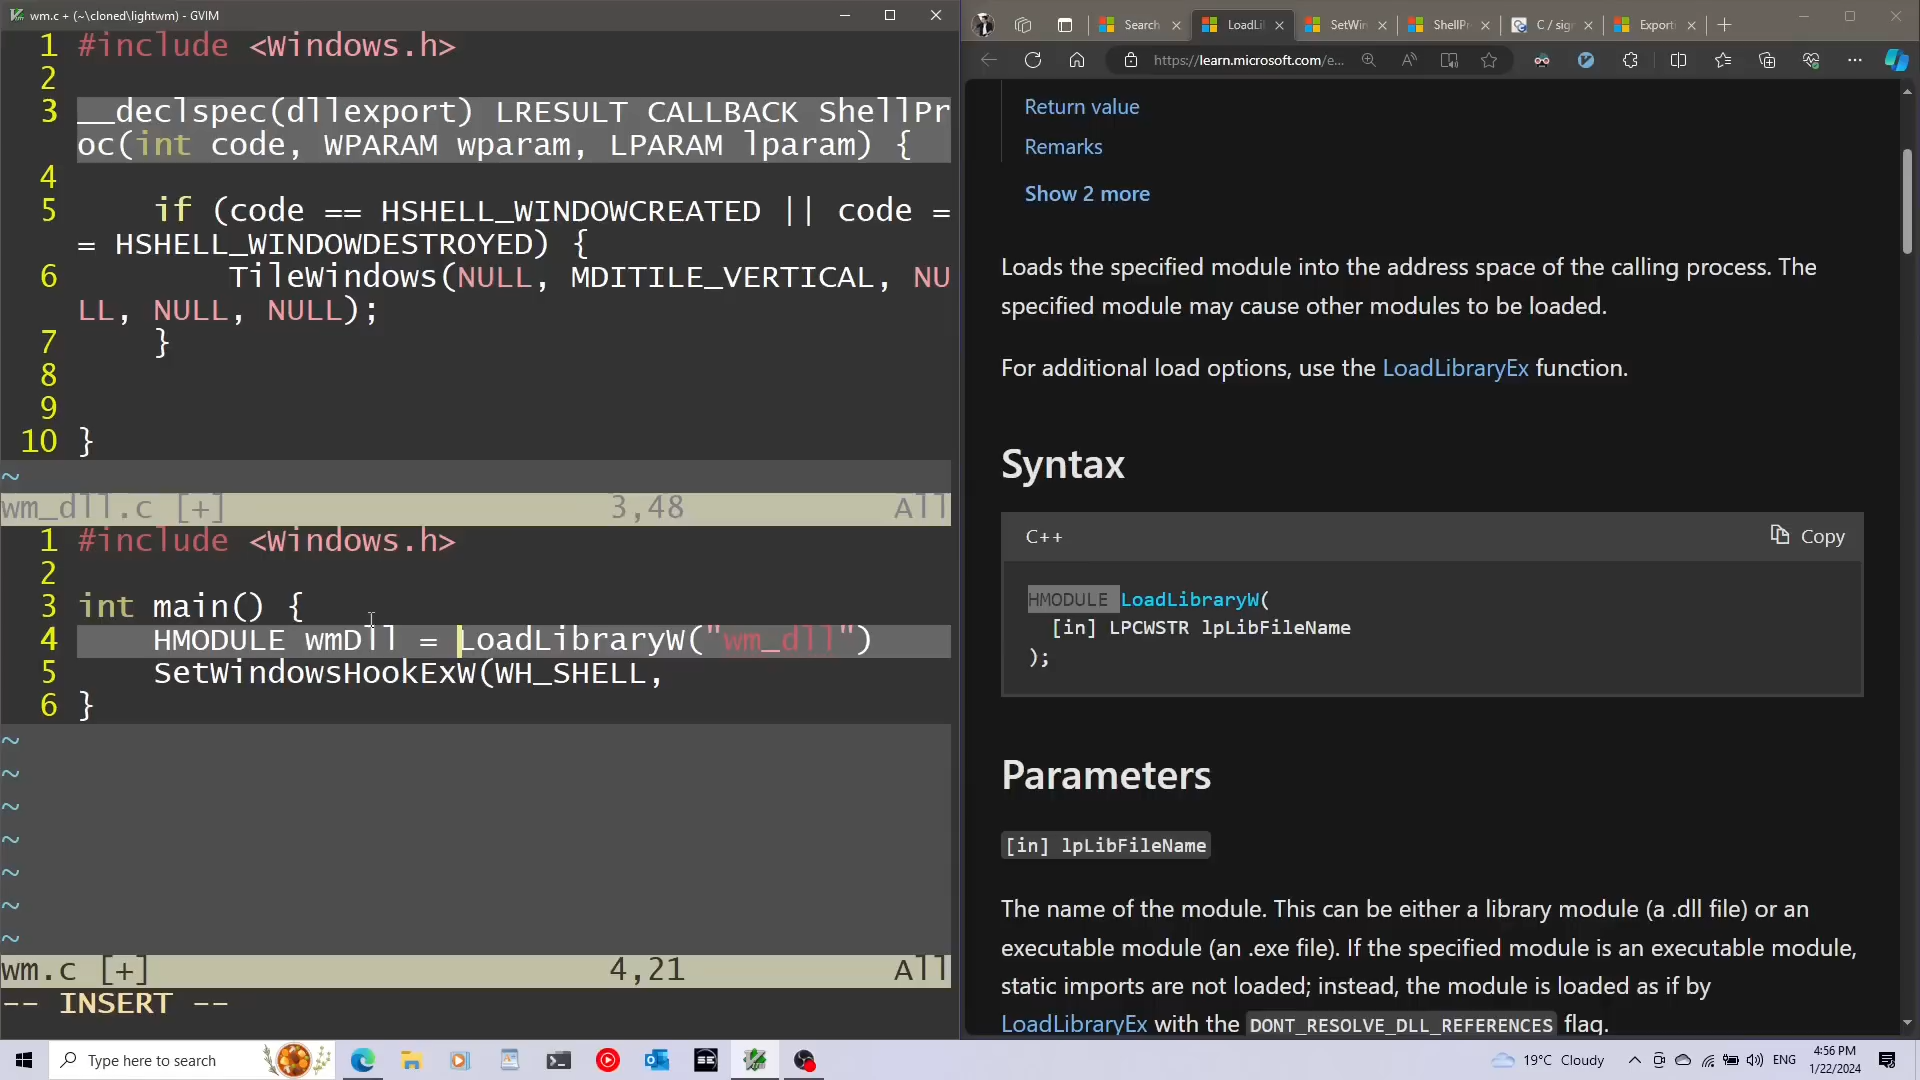 wm.c + (~\cloned\lightwm) - GVIM
1 #include <Windows.h>
2
3 __declspec(dllexport) LRESULT CALLBACK ShellPr
oc(int code, WPARAM wparam, LPARAM lparam) {
4
5 if (code == HSHELL_WINDOWCREATED || code =
= HSHELL_WINDOWDESTROYED) {
6 TileWindows(NULL, MDITILE_VERTICAL, NU
LL, NULL, NULL);
7 }
8
9
10 }
~
wm_dll.c [+] 3,48 All
1 #include <Windows.h>
2
3 int main() {
4 HMODULE wmDll = LoadLibraryW("wm_dll")
5 SetWindowsHookExW(WH_SHELL,
6 }
~
~
~
~
~
~
~
wm.c [+] 4,21 All
-- INSERT --
Search
LoadLi
SetWin
ShellPr
C / sig
Export
https://learn.microsoft.com/e...
Return value
Remarks
Show 2 more
Loads the specified module into the address space of the calling process. The
specified module may cause other modules to be loaded.
For additional load options, use the LoadLibraryEx function.
Syntax
C++
Copy
HMODULE LoadLibraryW(
[in] LPCWSTR lpLibFileName
);
Parameters
[in] lpLibFileName
The name of the module. This can be either a library module (a .dll file) or an
executable module (an .exe file). If the specified module is an executable module,
static imports are not loaded; instead, the module is loaded as if by
LoadLibraryEx with the DONT_RESOLVE_DLL_REFERENCES flag.
Type here to search
19°C Cloudy
ENG
4:56 PM
1/22/2024